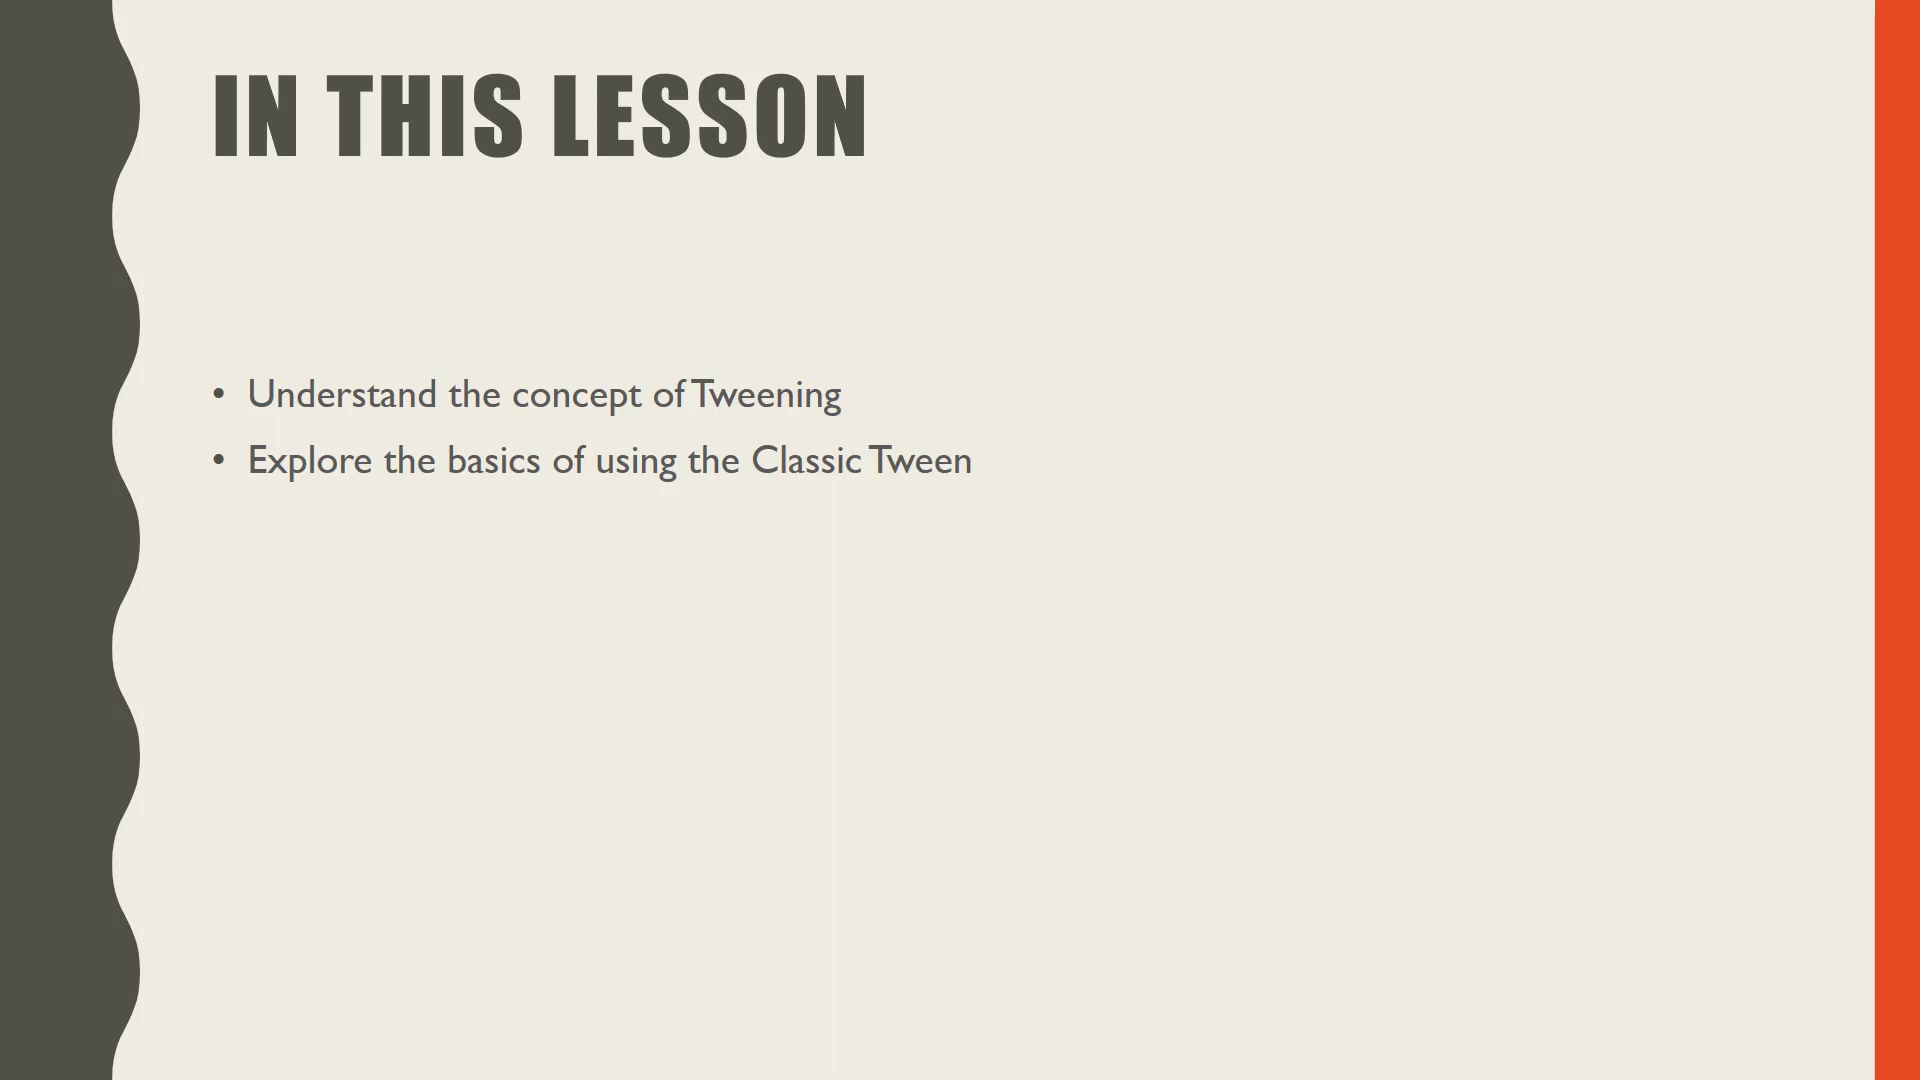 IN THIS LESSON
• Understand the concept of Tweening
• Explore the basics of using the Classic Tween